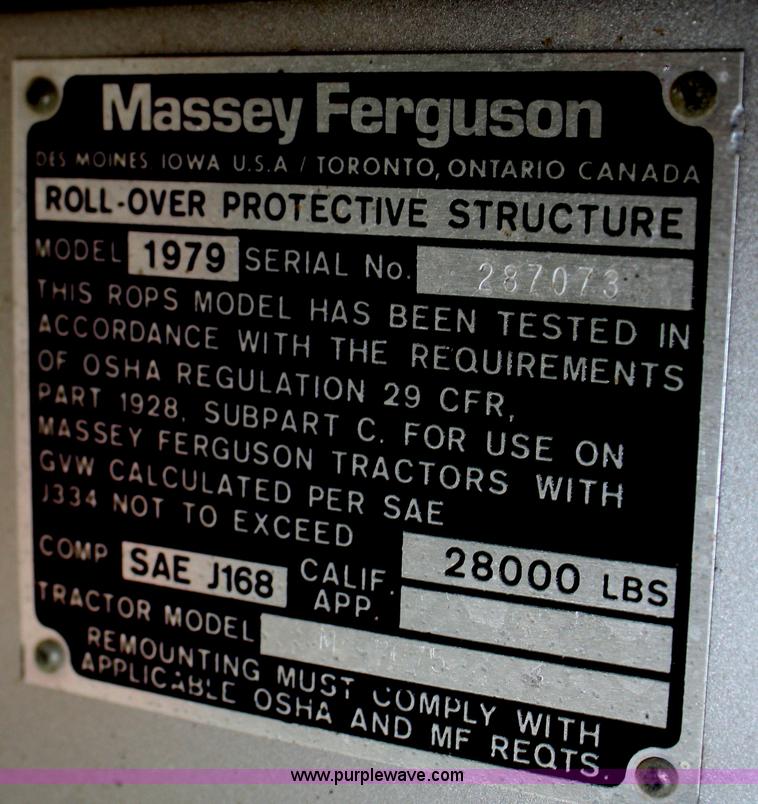 Massey Ferguson
DES MOINES, IOWA U.S.A / TORONTO, ONTARIO CANADA
ROLL-OVER PROTECTIVE STRUCTURE
MODEL 1979 SERIAL No. 287073
THIS ROPS MODEL HAS BEEN TESTED IN
ACCORDANCE WITH THE REQUIREMENTS
OF OSHA REGULATION 29 CFR,
PART 1928, SUBPART C. FOR USE ON
MASSEY FERGUSON TRACTORS WITH
GVW CALCULATED PER SAE
J334 NOT TO EXCEED 28000 LBS
COMP SAE J168 CALIF. APP.
TRACTOR MODEL
REMOUNTING MUST COMPLY WITH
APPLICABLE OSHA AND MF REQTS.
www.purplewave.com